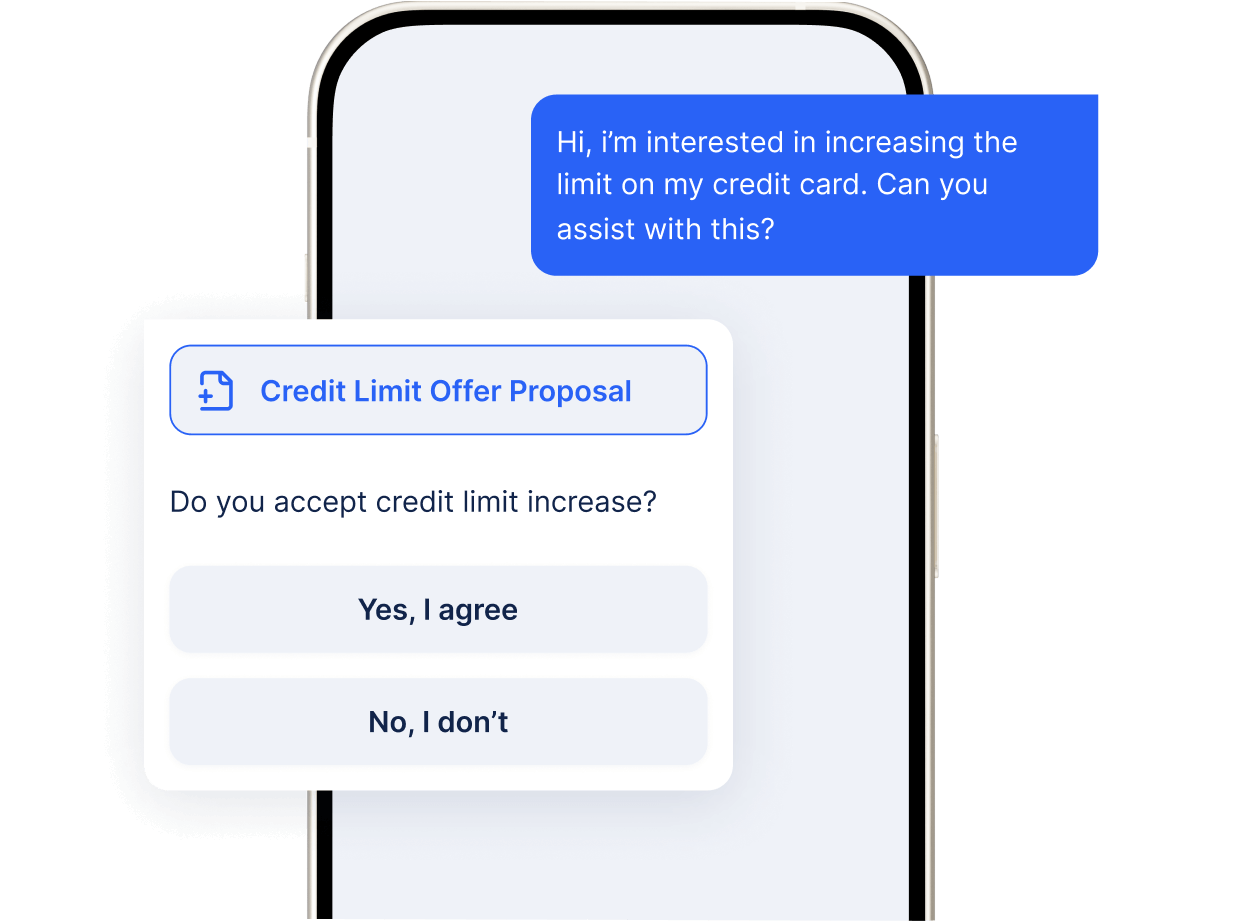 Hi, i’m interested in increasing the
limit on my credit card. Can you
assist with this?
Credit Limit Offer Proposal
Do you accept credit limit increase?
Yes, I agree
No, I don’t